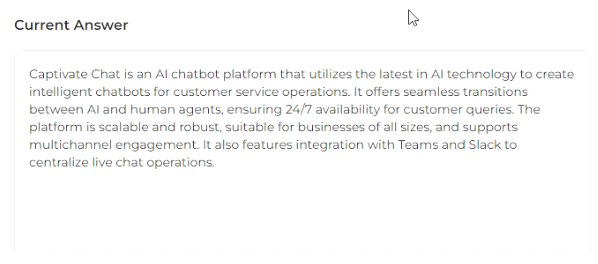 Current Answer
Captivate Chat is an AI chatbot platform that utilizes the latest in AI technology to create
intelligent chatbots for customer service operations. It offers seamless transitions
between AI and human agents, ensuring 24/7 availability for customer queries. The
platform is scalable and robust, suitable for businesses of all sizes, and supports
multichannel engagement. It also features integration with Teams and Slack to
centralize live chat operations.